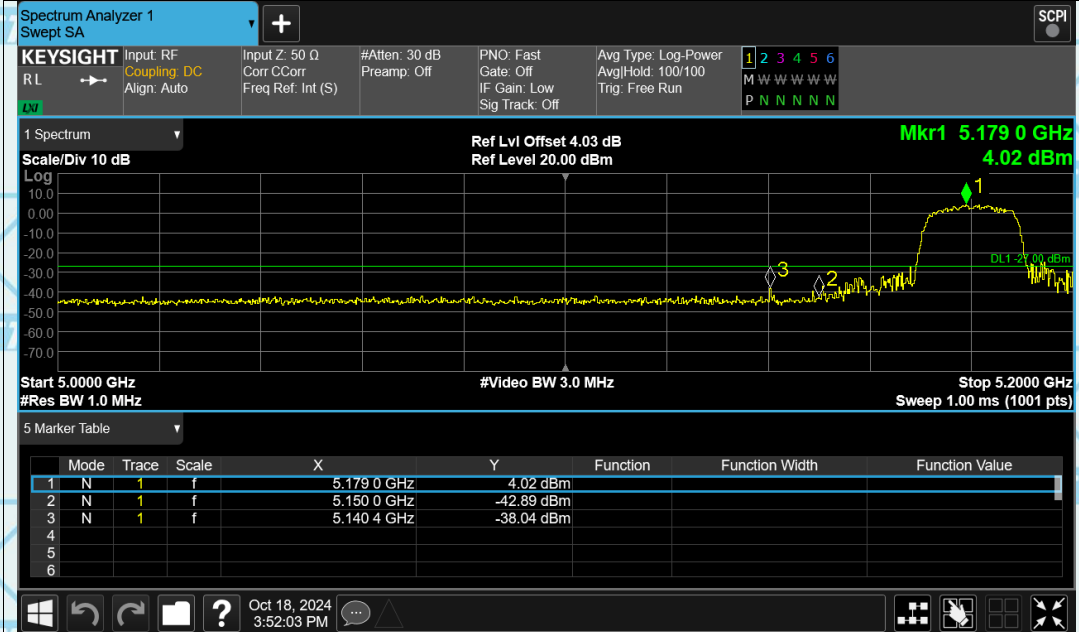 Spectrum Analyzer 1
Swept SA
+
SCPI
KEYSIGHT
RL
LXI
Input: RF
Coupling: DC
Align: Auto
Input Z: 50 Ω
Corr CCorr
Freq Ref: Int (S)
#Atten: 30 dB
Preamp: Off
PNO: Fast
Gate: Off
IF Gain: Low
Sig Track: Off
Avg Type: Log-Power
Avg|Hold: 100/100
Trig: Free Run
1 2 3 4 5 6
M W W W W W
P N N N N N
1 Spectrum
Scale/Div 10 dB
Ref Lvl Offset 4.03 dB
Ref Level 20.00 dBm
Mkr1 5.179 0 GHz
4.02 dBm
Log
10.0
0.00
-10.0
-20.0
-30.0
-40.0
-50.0
-60.0
-70.0
1
DL1 -27.00 dBm
3
2
Start 5.0000 GHz
#Video BW 3.0 MHz
Stop 5.2000 GHz
#Res BW 1.0 MHz
Sweep 1.00 ms (1001 pts)
5 Marker Table
Mode Trace Scale X Y Function Function Width Function Value
1 N 1 f 5.179 0 GHz 4.02 dBm
2 N 1 f 5.150 0 GHz -42.89 dBm
3 N 1 f 5.140 4 GHz -38.04 dBm
4
5
6
?
Oct 18, 2024
3:52:03 PM